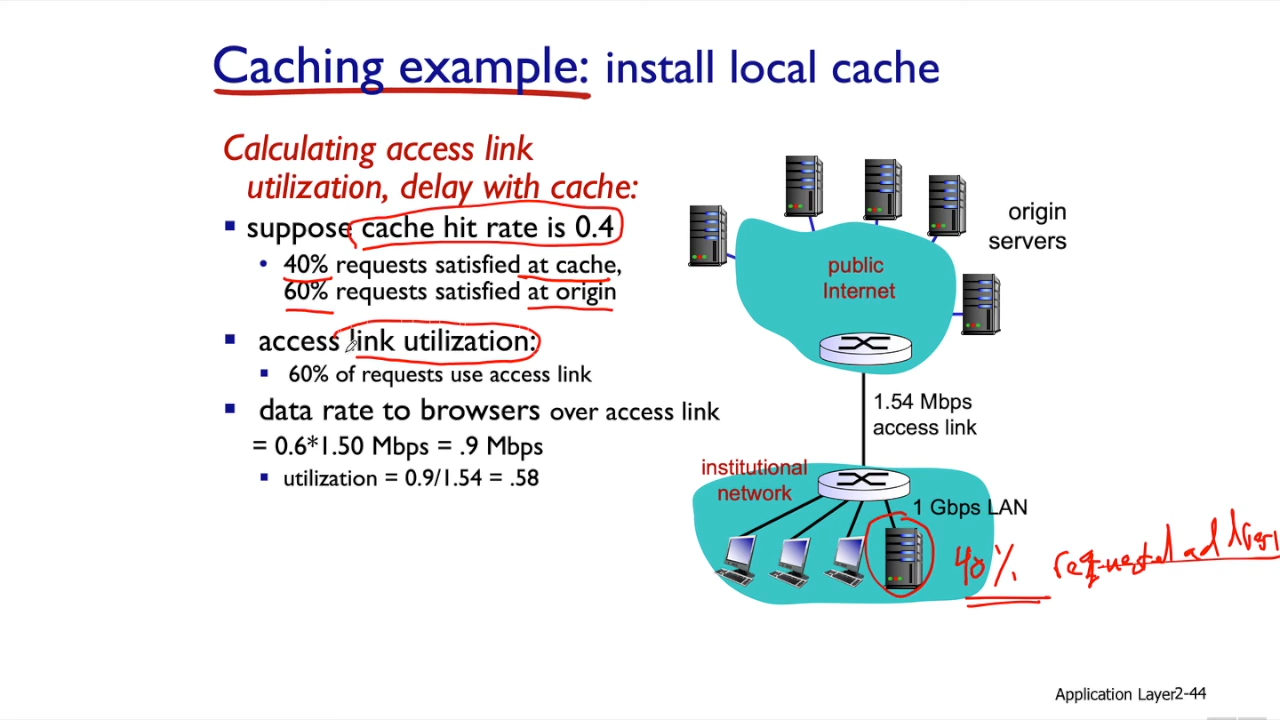 Caching example: install local cache
Calculating access link
utilization, delay with cache:
suppose cache hit rate is 0.4
40% requests satisfied at cache,
60% requests satisfied at origin
access link utilization:
60% of requests use access link
data rate to browsers over access link
= 0.6*1.50 Mbps = .9 Mbps
utilization = 0.9/1.54 = .58
origin
servers
public
Internet
1.54 Mbps
access link
institutional
network
1 Gbps LAN
40%
Application Layer2-44